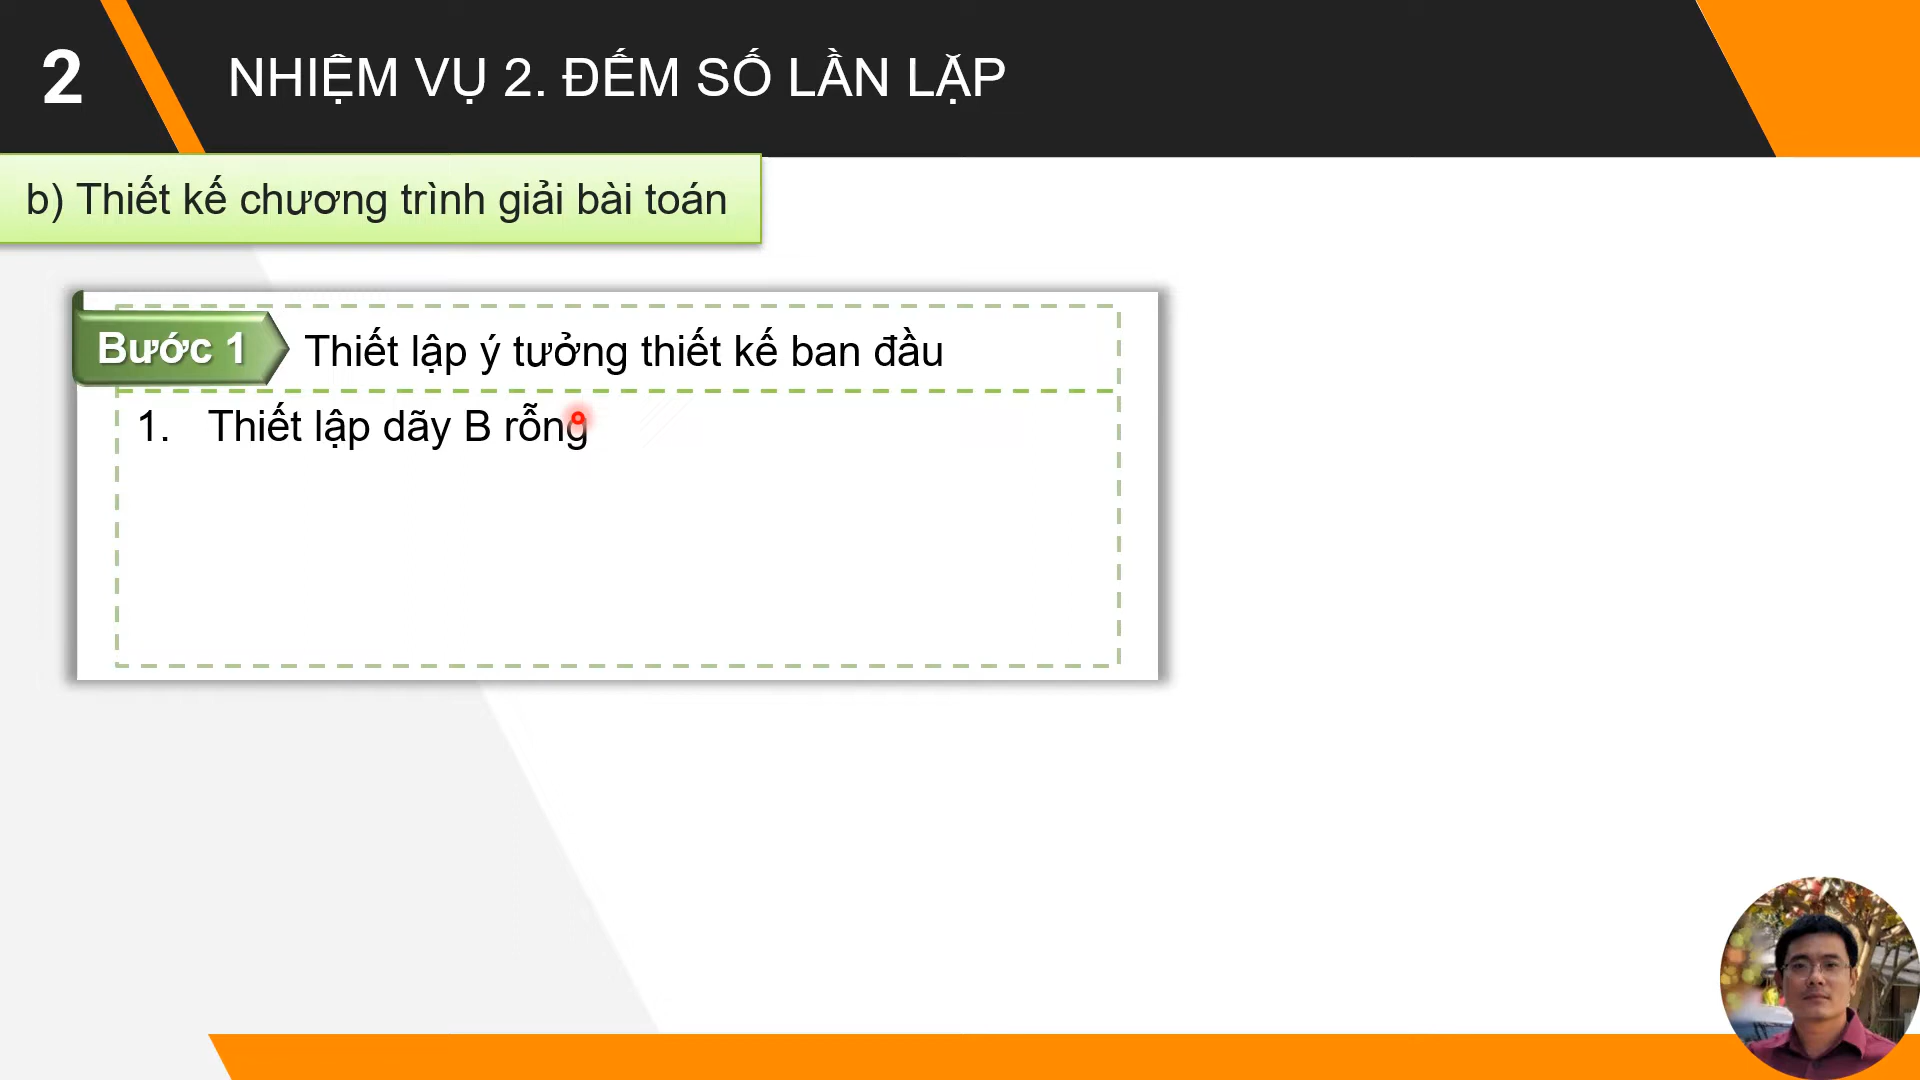 2
NHIỆM VỤ 2. ĐẾM SỐ LẦN LẶP
b) Thiết kế chương trình giải bài toán
Bước 1
Thiết lập ý tưởng thiết kế ban đầu
1. Thiết lập dãy B rỗng